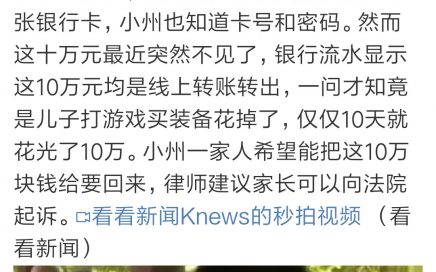 张银行卡，小州也知道卡号和密码。然而
这十万元最近突然不见了，银行流水显示
这10万元均是线上转账转出，一问才知竟
是儿子打游戏买装备花掉了，仅仅10天就
花光了10万。小州一家人希望能把这10万
块钱给要回来，律师建议家长可以向法院
起诉。看看新闻Knews的秒拍视频（看
看新闻）